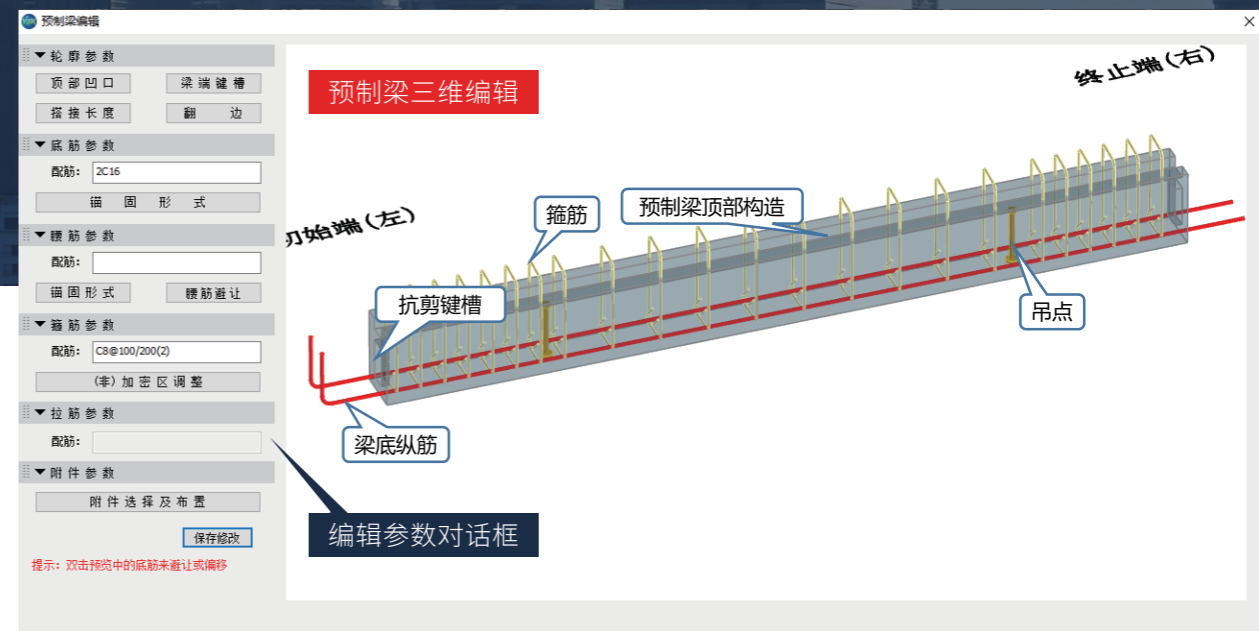 预制梁编辑
轮廓参数
顶部凹口
梁端键槽
搭接长度
翻边
底筋参数
配筋: 2C16
锚固形式
腰筋参数
配筋:
锚固形式
腰筋避让
箍筋参数
配筋: C8@100/200(2)
(非)加密区调整
拉筋参数
配筋:
附件参数
附件选择及布置
保存修改
提示: 双击预览中的底筋来避让或偏移
预制梁三维编辑
终止端(右)
初始端(左)
箍筋
预制梁顶部构造
抗剪键槽
吊点
梁底纵筋
编辑参数对话框